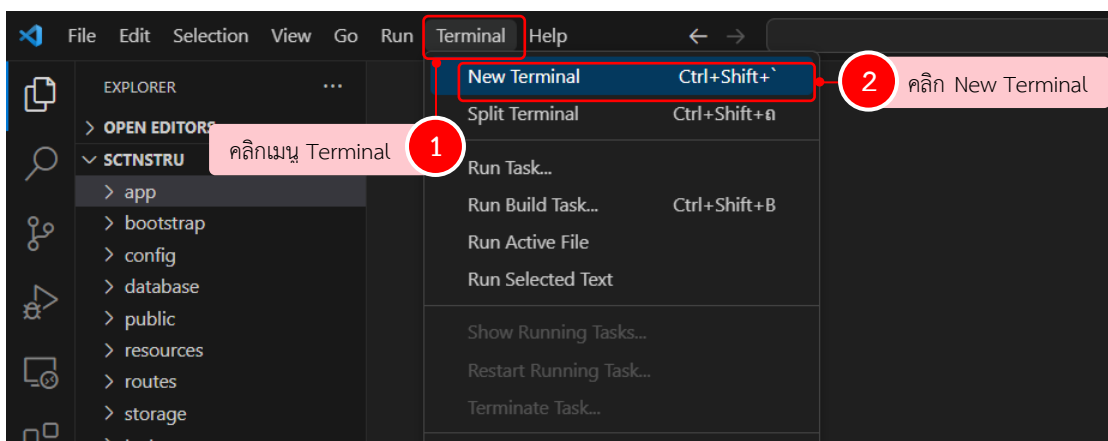 File Edit Selection View Go Run Terminal Help
EXPLORER
OPEN EDITORS
SCTNSTRU
app
bootstrap
config
database
public
resources
routes
storage
คลิกเมนู Terminal
1
New Terminal Ctrl+Shift+`
Split Terminal Ctrl+Shift+ถ
Run Task...
Run Build Task... Ctrl+Shift+B
Run Active File
Run Selected Text
Show Running Tasks...
Restart Running Task...
Terminate Task...
2
คลิก New Terminal